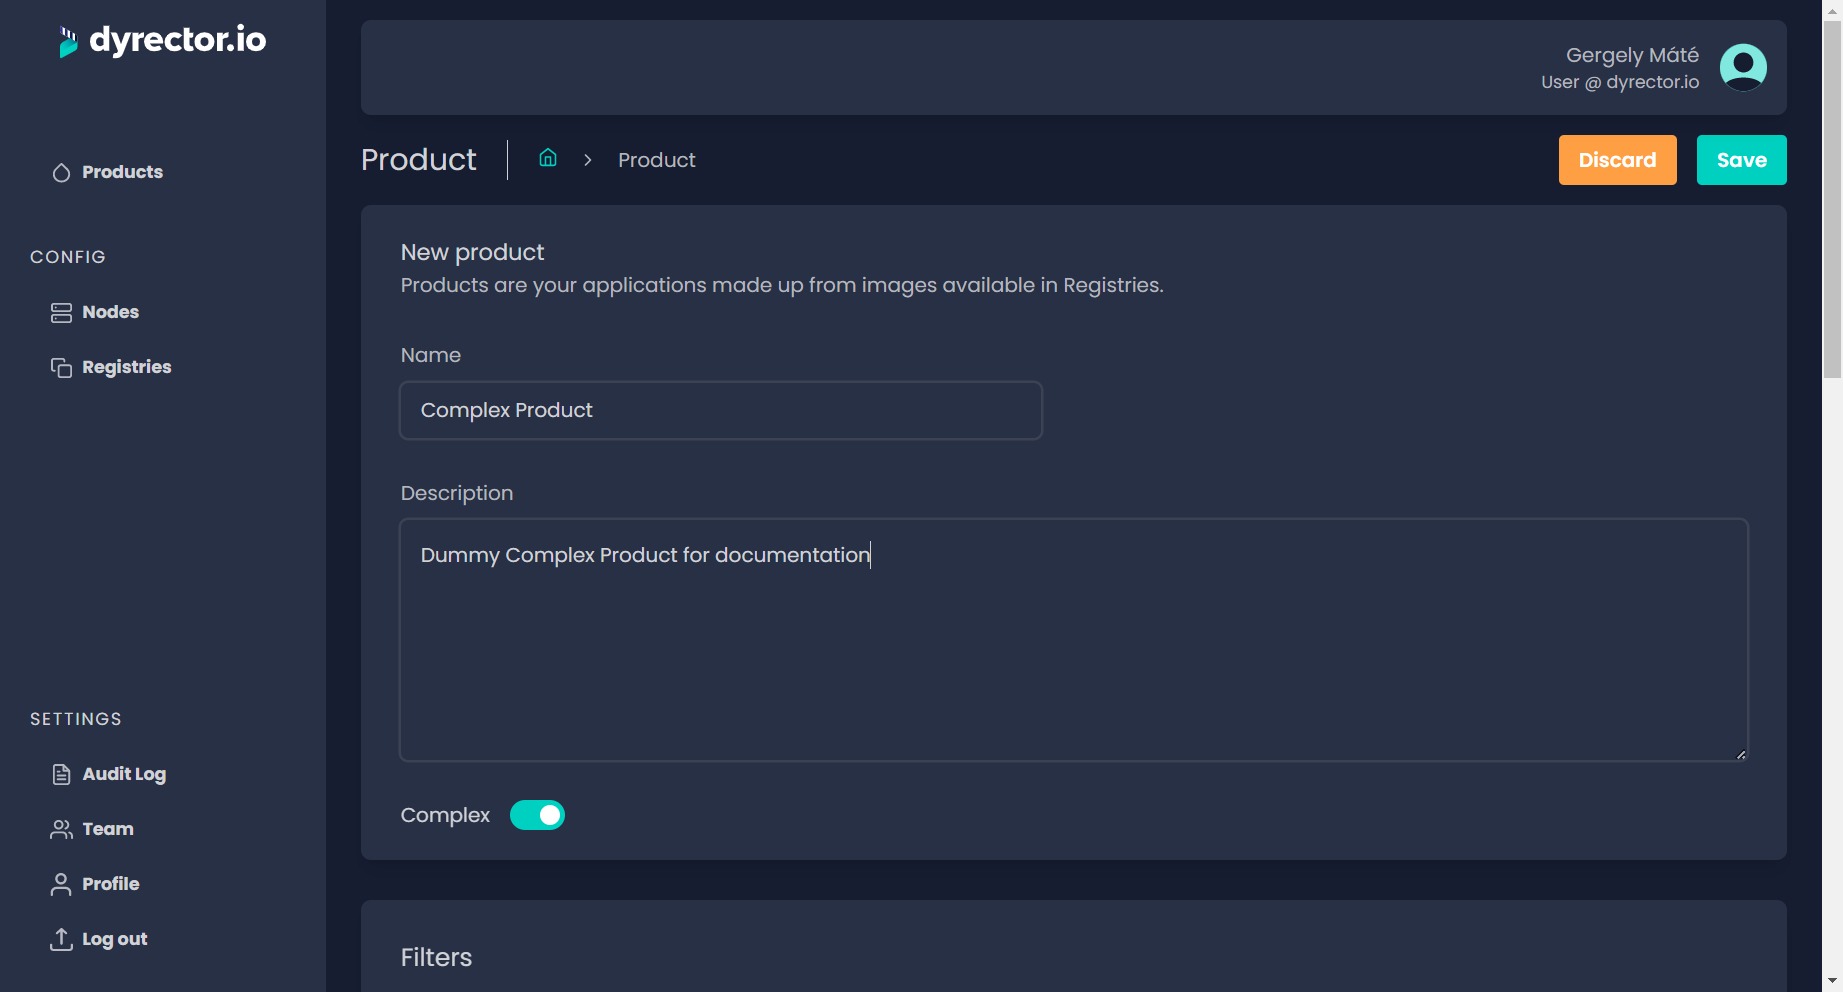 dyrector.io
Products
CONFIG
Nodes
Registries
SETTINGS
Audit Log
Team
Profile
Log out
Gergely Máté
User @ dyrector.io
Product
Product
Discard
Save
New product
Products are your applications made up from images available in Registries.
Name
Complex Product
Description
Dummy Complex Product for documentation
Complex
Filters